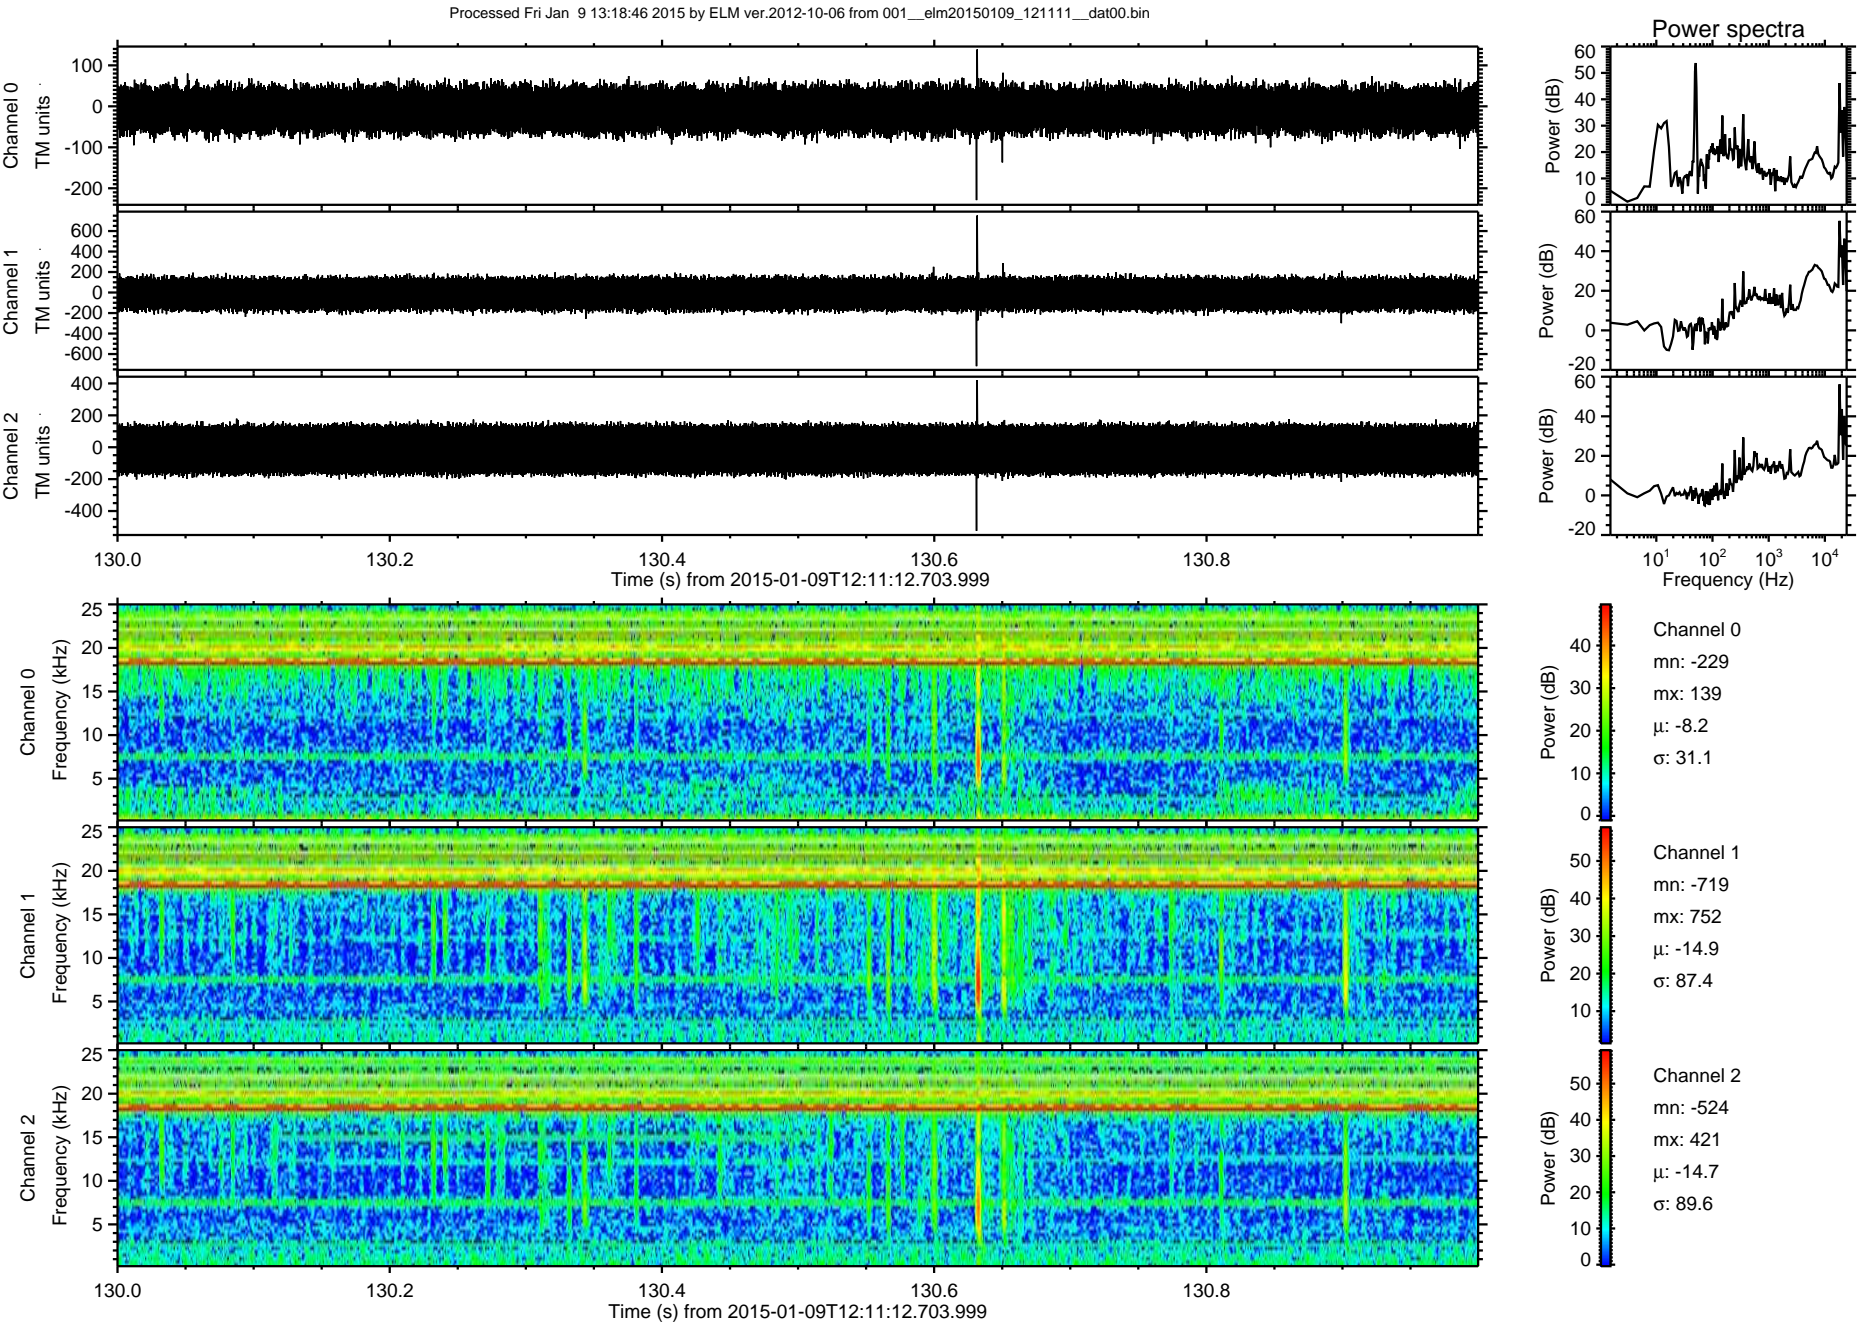 Processed Fri Jan 9 13:18:46 2015 by ELM ver.2012-10-06 from 001__elm20150109_121111__dat00.bin
Power spectra
Channel 0
TM units
100
0
-100
-200
Power (dB)
60
50
40
30
20
10
0
Channel 1
TM units
600
400
200
0
-200
-400
-600
Power (dB)
60
40
20
0
-20
Channel 2
TM units
400
200
0
-200
-400
Power (dB)
60
40
20
0
-20
130.0 130.2 130.4 130.6 130.8
Time (s) from 2015-01-09T12:11:12.703.999
10^1 10^2 10^3 10^4
Frequency (Hz)
Channel 0
Frequency (kHz)
25
20
15
10
5
Power (dB)
40
30
20
10
0
Channel 0
mn: -229
mx: 139
μ: -8.2
σ: 31.1
Channel 1
Frequency (kHz)
25
20
15
10
5
Power (dB)
50
40
30
20
10
Channel 1
mn: -719
mx: 752
μ: -14.9
σ: 87.4
Channel 2
Frequency (kHz)
25
20
15
10
5
Power (dB)
50
40
30
20
10
0
Channel 2
mn: -524
mx: 421
μ: -14.7
σ: 89.6
130.0 130.2 130.4 130.6 130.8
Time (s) from 2015-01-09T12:11:12.703.999